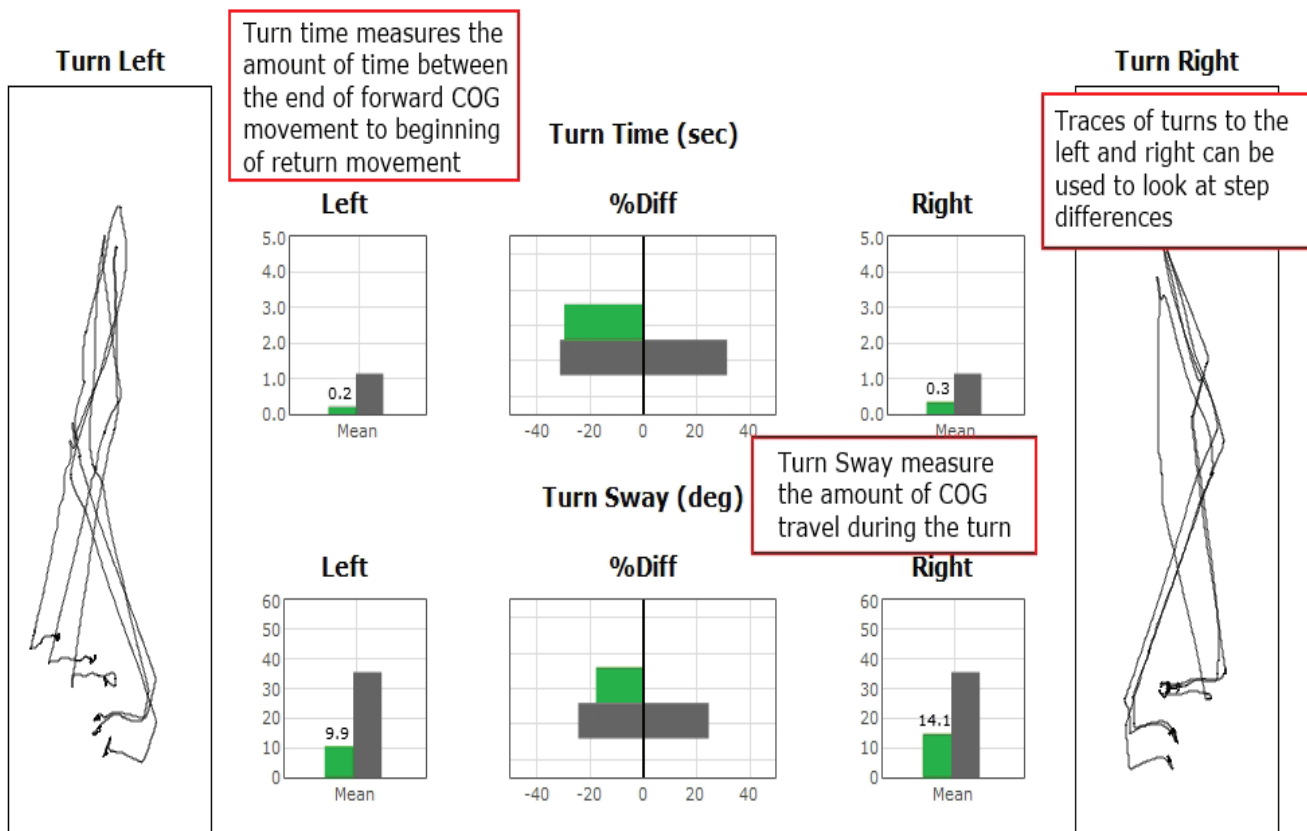 Turn Left
Turn time measures the
amount of time between
the end of forward COG
movement to beginning
of return movement
Turn Right
Traces of turns to the
left and right can be
used to look at step
differences
Turn Time (sec)
Left
%Diff
Right
5.0
4.0
3.0
2.0
1.0
0.0
0.2
Mean
-40 -20 0 20 40
5.0
4.0
3.0
2.0
1.0
0.0
0.3
Mean
Turn Sway (deg)
Turn Sway measure
the amount of COG
travel during the turn
Left
%Diff
Right
60
50
40
30
20
10
0
9.9
Mean
-40 -20 0 20 40
60
50
40
30
20
10
0
14.1
Mean